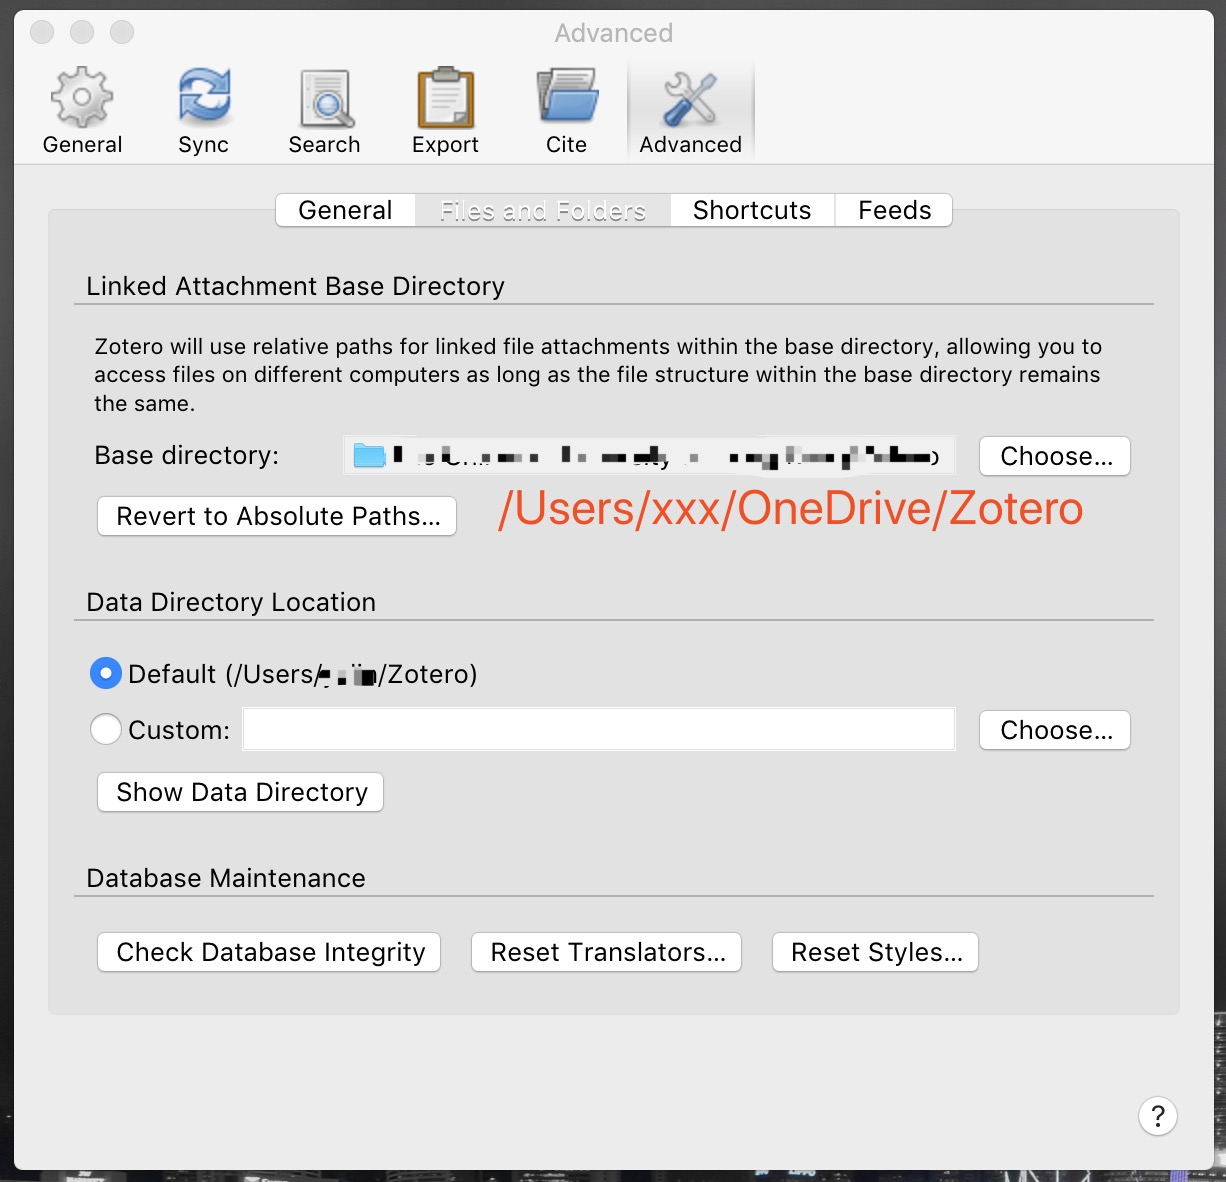 Advanced
General
Sync
Search
Export
Cite
Advanced
General
Files and Folders
Shortcuts
Feeds
Linked Attachment Base Directory
Zotero will use relative paths for linked file attachments within the base directory, allowing you to
access files on different computers as long as the file structure within the base directory remains
the same.
Base directory:
Choose...
Revert to Absolute Paths...
/Users/xxx/OneDrive/Zotero
Data Directory Location
Default (/Users/ /Zotero)
Custom:
Choose...
Show Data Directory
Database Maintenance
Check Database Integrity
Reset Translators...
Reset Styles...
?